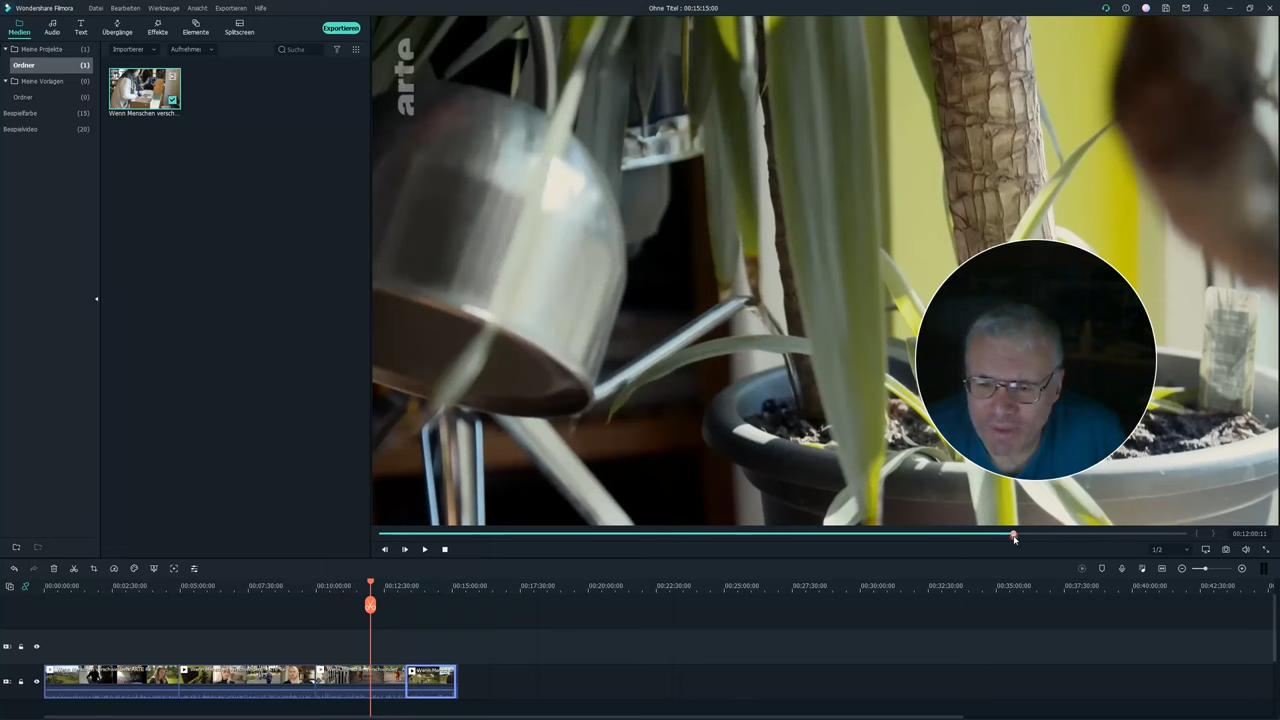 Wondershare Filmora
Datei
Bearbeiten
Werkzeuge
Ansicht
Exportieren
Hilfe
Ohne Titel : 00:15:15:00
Medien
Audio
Text
Übergänge
Effekte
Elemente
Splitscreen
Exportieren
Meine Projekte (1)
Ordner (1)
Meine Vorlagen (0)
Ordner (0)
Beispielfarbe (15)
Beispielvideo (20)
Importieren
Aufnehmen
Suche
Wenn Menschen versch...
arte
00:12:00:11
1/2
00:00:00:00
00:02:30:00
00:05:00:00
00:07:30:00
00:10:00:00
00:12:30:00
00:15:00:00
00:17:30:00
00:20:00:00
00:22:30:00
00:25:00:00
00:27:30:00
00:30:00:00
00:32:30:00
00:35:00:00
00:37:30:00
00:40:00:00
00:42:30:00